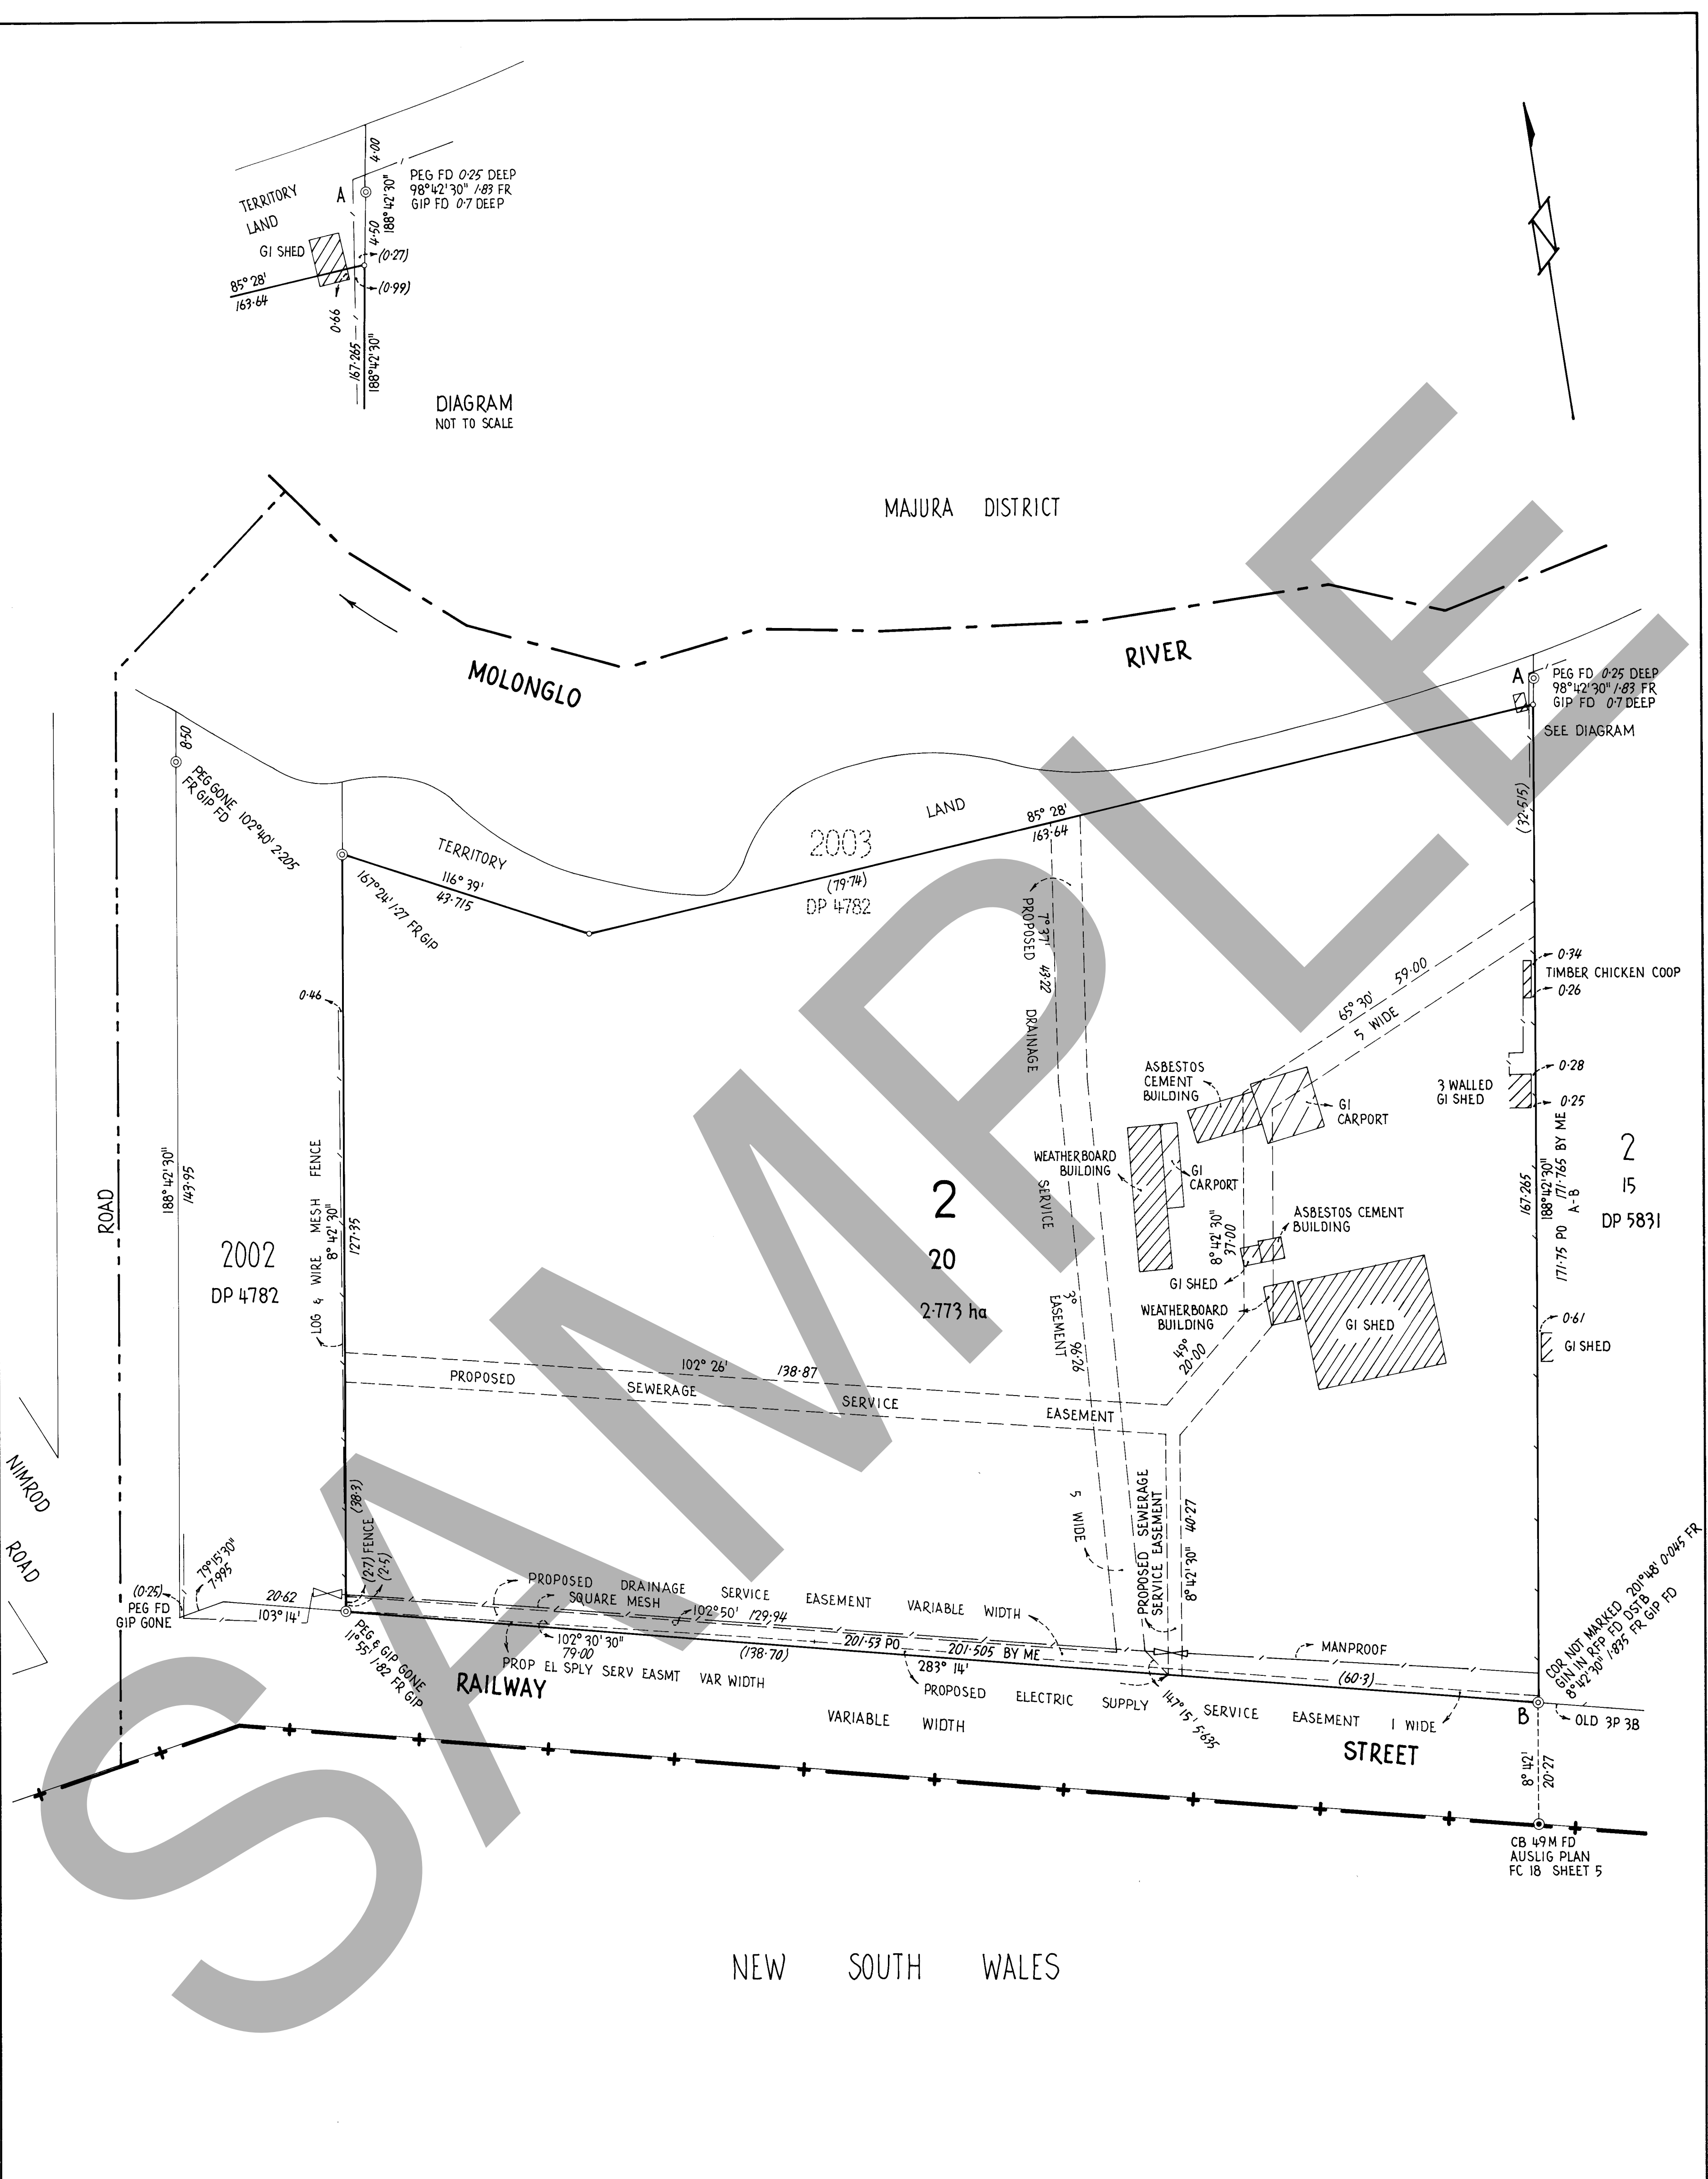 4·00
188°42'30"
4·50
A
PEG FD 0·25 DEEP
98°42'30" 1·83 FR
GIP FD 0·7 DEEP
TERRITORY
LAND
GI SHED
(0·27)
(0·99)
85° 28'
163·64
0·66
167·265
188°42'30"
DIAGRAM
NOT TO SCALE
MAJURA DISTRICT
MOLONGLO
RIVER
A
PEG FD 0·25 DEEP
98°42'30" 1·83 FR
GIP FD 0·7 DEEP
SEE DIAGRAM
8·50
PEG GONE 102°40' 2·205
FR GIP FD
TERRITORY
LAND
116° 39'
43·715
167°24' 1·27 FR GIP
2003
(79·74)
DP 4782
85° 28'
163·64
(32·515)
7° 37' 43·22
PROPOSED DRAINAGE SERVICE EASEMENT
3° 96·26
5 WIDE
65° 30' 59·00
5 WIDE
0·34
TIMBER CHICKEN COOP
0·26
0·46
0·28
3 WALLED
GI SHED
0·25
ASBESTOS
CEMENT
BUILDING
GI
CARPORT
WEATHERBOARD
BUILDING
GI
CARPORT
8°42'30"
37·00
ASBESTOS CEMENT
BUILDING
GI SHED
WEATHERBOARD
BUILDING
GI SHED
49°
20·00
ROAD
188°42'30"
143·95
2002
DP 4782
LOG & WIRE MESH FENCE
8° 42' 30"
127·35
2
20
2·773 ha
167·265
188°42'30"
171·75 PO 171·765 BY ME
A-B
2
15
DP 5831
0·61
GI SHED
102° 26' 138·87
PROPOSED SEWERAGE SERVICE EASEMENT
(38·3)
(2·7) FENCE
(2·5)
PROPOSED SEWERAGE
SERVICE EASEMENT
8°42'30" 40·27
NIMROD
ROAD
79°15'30"
7·995
(0·25)
PEG FD
GIP GONE
20·62
103°14'
PEG & GIP GONE
11°55' 1·82 FR GIP
PROPOSED DRAINAGE SERVICE EASEMENT VARIABLE WIDTH
SQUARE MESH
102°50' 129·94
102°30'30"
79·00
(138·70)
201·53 PO 201·505 BY ME
283° 14'
MANPROOF
(60·3)
PROP EL SPLY SERV EASMT VAR WIDTH
PROPOSED ELECTRIC SUPPLY SERVICE EASEMENT 1 WIDE
VARIABLE WIDTH
147°15' 5·635
RAILWAY
STREET
COR NOT MARKED 201°48' 0·045 FR
GIN IN RFP FD DSTB
8°42'30" 1·835 FR GIP FD
B
OLD 3P 3B
8° 42'
20·27
CB 49M FD
AUSLIG PLAN
FC 18 SHEET 5
NEW SOUTH WALES
SAMPLE